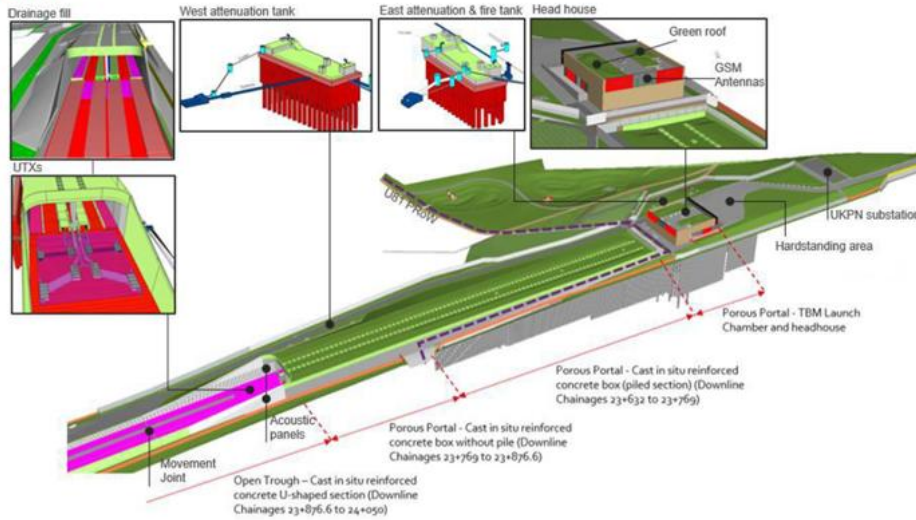 Drainage fill
West attenuation tank
East attenuation & fire tank
Head house
Green roof
GSM
Antennas
UTXs
U81 PRoW
UKPN substation
Hardstanding area
Porous Portal - TBM Launch
Chamber and headhouse
Porous Portal - Cast in situ reinforced
concrete box (piled section) (Downline
Chainages 23+632 to 23+769)
Acoustic
panels
Porous Portal - Cast in situ reinforced
concrete box without pile (Downline
Chainages 23+769 to 23+876.6)
Movement
Joint
Open Trough – Cast in situ reinforced
concrete U-shaped section (Downline
Chainages 23+876.6 to 24+050)